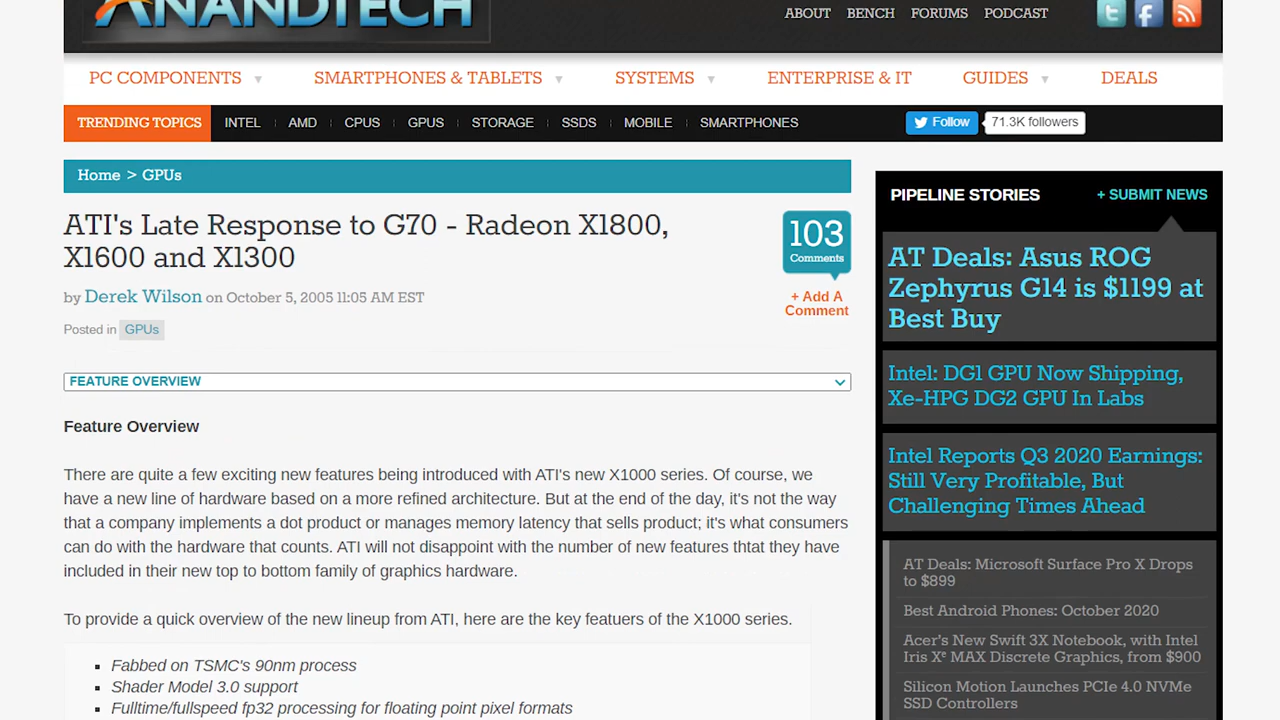 ANANDTECH
ABOUT BENCH FORUMS PODCAST
PC COMPONENTS SMARTPHONES & TABLETS SYSTEMS ENTERPRISE & IT GUIDES DEALS
TRENDING TOPICS INTEL AMD CPUS GPUS STORAGE SSDS MOBILE SMARTPHONES Follow 71.3K followers
Home > GPUs
ATI's Late Response to G70 - Radeon X1800,
X1600 and X1300
by Derek Wilson on October 5, 2005 11:05 AM EST
Posted in GPUs
103
Comments
+ Add A
Comment
FEATURE OVERVIEW
Feature Overview
There are quite a few exciting new features being introduced with ATI's new X1000 series. Of course, we
have a new line of hardware based on a more refined architecture. But at the end of the day, it's not the way
that a company implements a dot product or manages memory latency that sells product; it's what consumers
can do with the hardware that counts. ATI will not disappoint with the number of new features thtat they have
included in their new top to bottom family of graphics hardware.
To provide a quick overview of the new lineup from ATI, here are the key featuers of the X1000 series.
Fabbed on TSMC's 90nm process
Shader Model 3.0 support
Fulltime/fullspeed fp32 processing for floating point pixel formats
PIPELINE STORIES + SUBMIT NEWS
AT Deals: Asus ROG
Zephyrus G14 is $1199 at
Best Buy
Intel: DG1 GPU Now Shipping,
Xe-HPG DG2 GPU In Labs
Intel Reports Q3 2020 Earnings:
Still Very Profitable, But
Challenging Times Ahead
AT Deals: Microsoft Surface Pro X Drops
to $899
Best Android Phones: October 2020
Acer's New Swift 3X Notebook, with Intel
Iris Xᵉ MAX Discrete Graphics, from $900
Silicon Motion Launches PCIe 4.0 NVMe
SSD Controllers